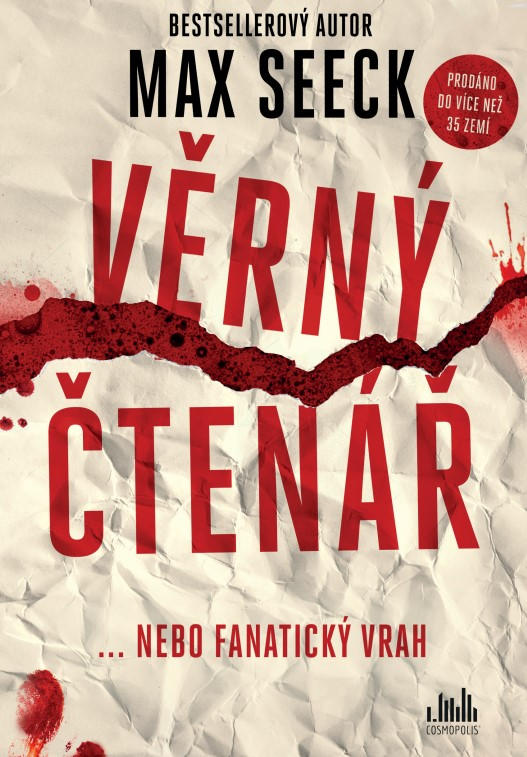 BESTSELLEROVÝ AUTOR
MAX SEECK
PRODÁNO
DO VÍCE NEŽ
35 ZEMÍ
VĚRNÝ
ČTENÁŘ
... NEBO FANATICKÝ VRAH
COSMOPOLIS